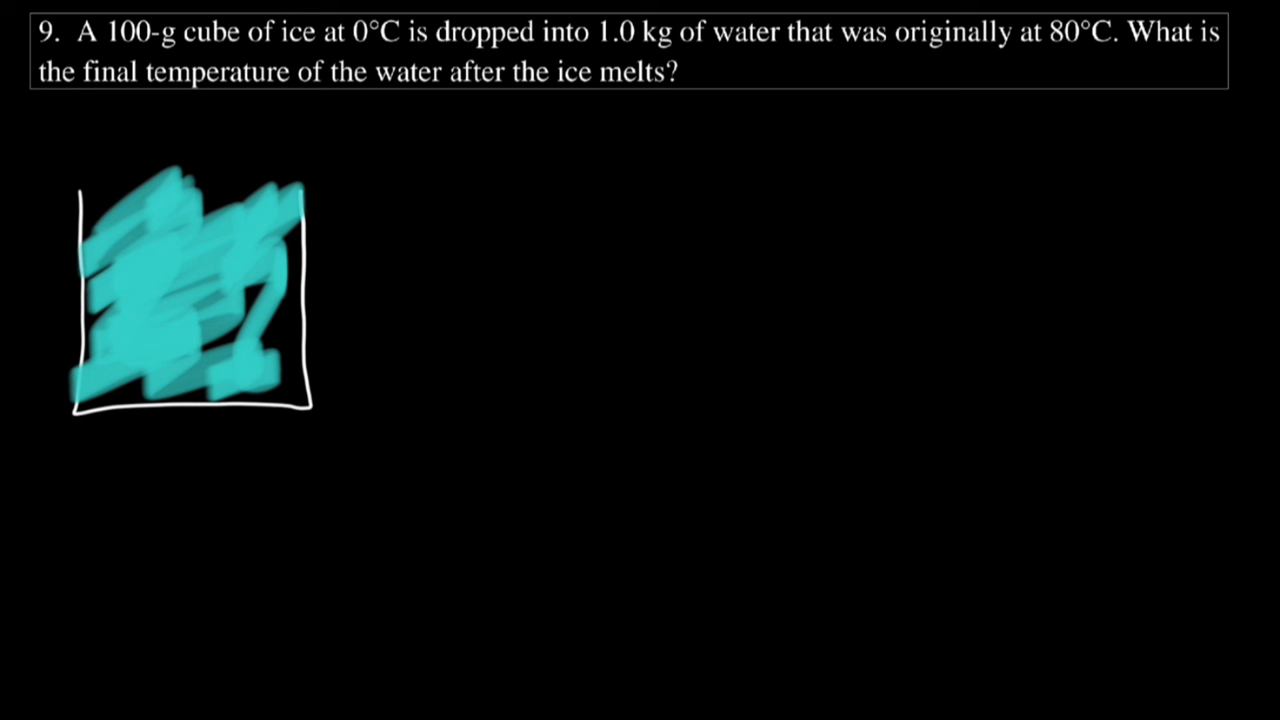 9. A 100-g cube of ice at 0°C is dropped into 1.0 kg of water that was originally at 80°C. What is
the final temperature of the water after the ice melts?